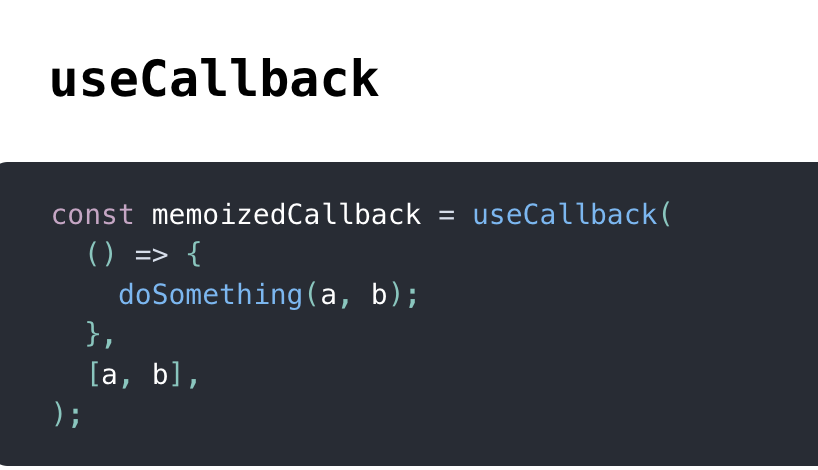 useCallback
const memoizedCallback = useCallback(
  () => {
    doSomething(a, b);
  },
  [a, b],
);